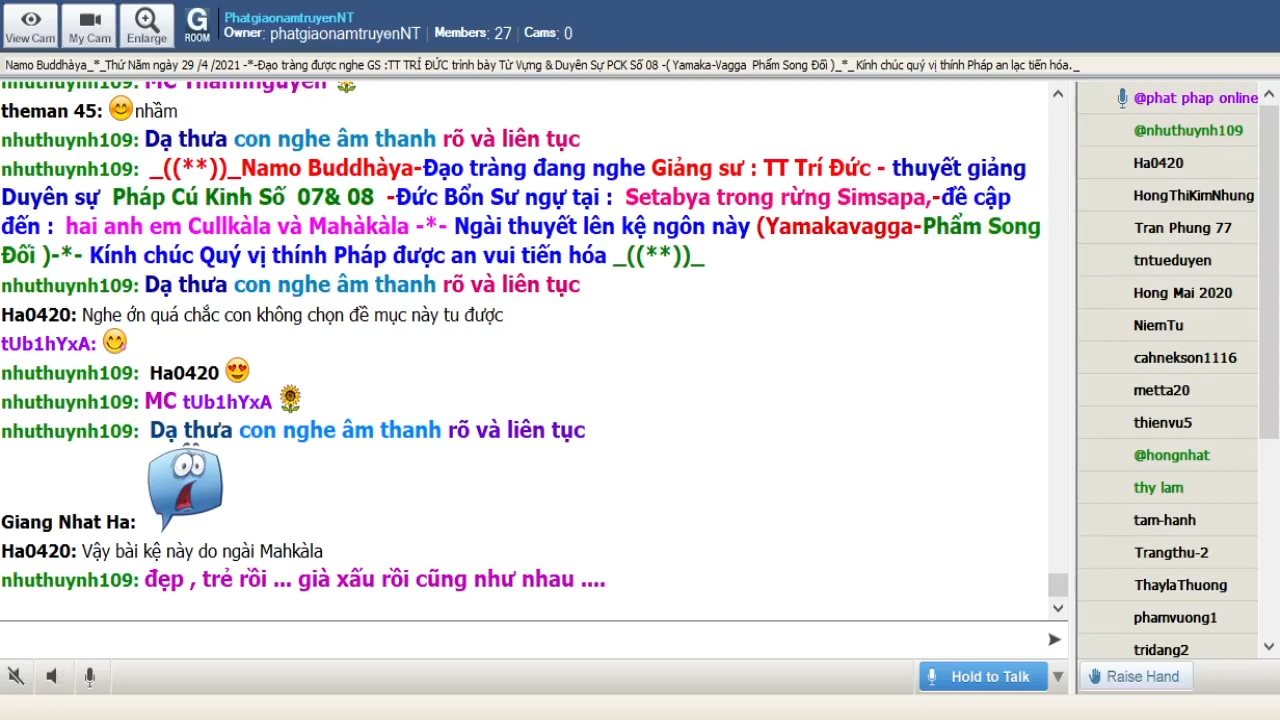 View Cam
My Cam
Enlarge
G
ROOM
PhatgiaonamtruyenNT
Owner: phatgiaonamtruyenNT Members: 27 Cams: 0
Namo Buddhàya_*_Thứ Năm ngày 29 /4 /2021 -*-Đạo tràng được nghe GS :TT TRÍ ĐỨC trình bày Từ Vựng & Duyên Sự PCK Số 08 -( Yamaka-Vagga Phẩm Song Đối )_*_ Kính chúc quý vị thính Pháp an lạc tiến hóa._
nhuthuynh109: MC Thanhnguyen
theman 45: nhầm
nhuthuynh109: Dạ thưa con nghe âm thanh rõ và liên tục
nhuthuynh109: _((**))_Namo Buddhàya-Đạo tràng đang nghe Giảng sư : TT Trí Đức - thuyết giảng
Duyên sự Pháp Cú Kinh Số 07& 08 -Đức Bổn Sư ngự tại : Setabya trong rừng Simsapa,-đề cập
đến : hai anh em Cullkàla và Mahàkàla -*- Ngài thuyết lên kệ ngôn này (Yamakavagga-Phẩm Song
Đối )-*- Kính chúc Quý vị thính Pháp được an vui tiến hóa _((**))_
nhuthuynh109: Dạ thưa con nghe âm thanh rõ và liên tục
Ha0420: Nghe ớn quá chắc con không chọn đề mục này tu được
tUb1hYxA:
nhuthuynh109: Ha0420
nhuthuynh109: MC tUb1hYxA
nhuthuynh109: Dạ thưa con nghe âm thanh rõ và liên tục
Giang Nhat Ha:
Ha0420: Vậy bài kệ này do ngài Mahkàla
nhuthuynh109: đẹp , trẻ rồi ... già xấu rồi cũng như nhau ....
Hold to Talk
@phat phap online
@nhuthuynh109
Ha0420
HongThiKimNhung
Tran Phung 77
tntueduyen
Hong Mai 2020
NiemTu
cahnekson1116
metta20
thienvu5
@hongnhat
thy lam
tam-hanh
Trangthu-2
ThaylaThuong
phamvuong1
tridang2
Raise Hand